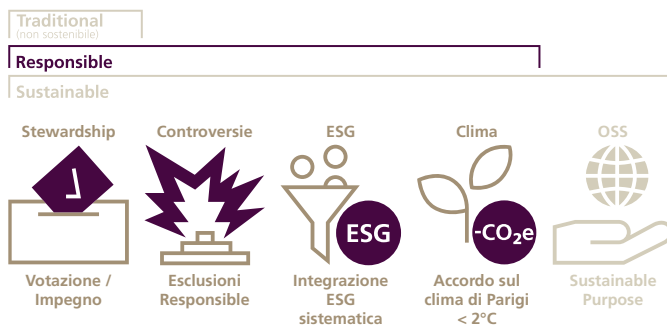 Traditional
(non sostenibile)
Responsible
Sustainable
Stewardship
Controversie
ESG
Clima
OSS
ESG
-CO₂e
Votazione /
Impegno
Esclusioni
Responsible
Integrazione
ESG
sistematica
Accordo sul
clima di Parigi
< 2°C
Sustainable
Purpose